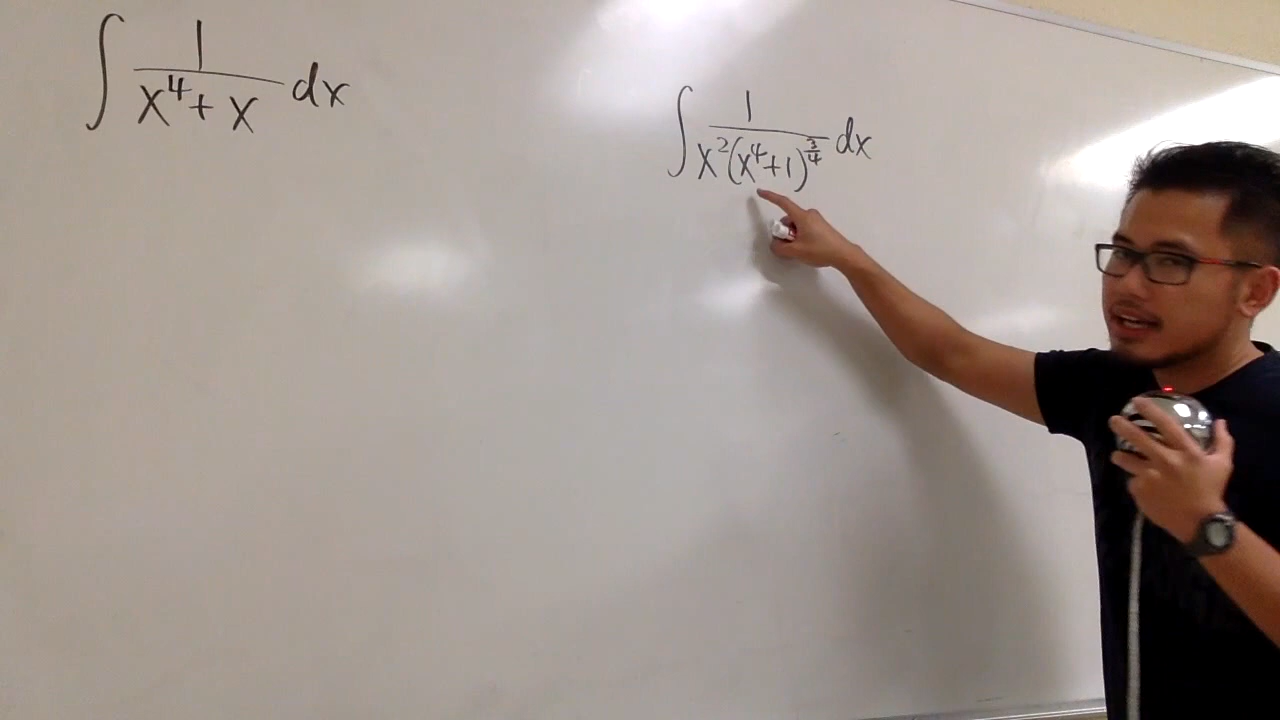 ∫ 1/(x⁴+x) dx
∫ 1/(x²(x⁴+1)^(3/4)) dx